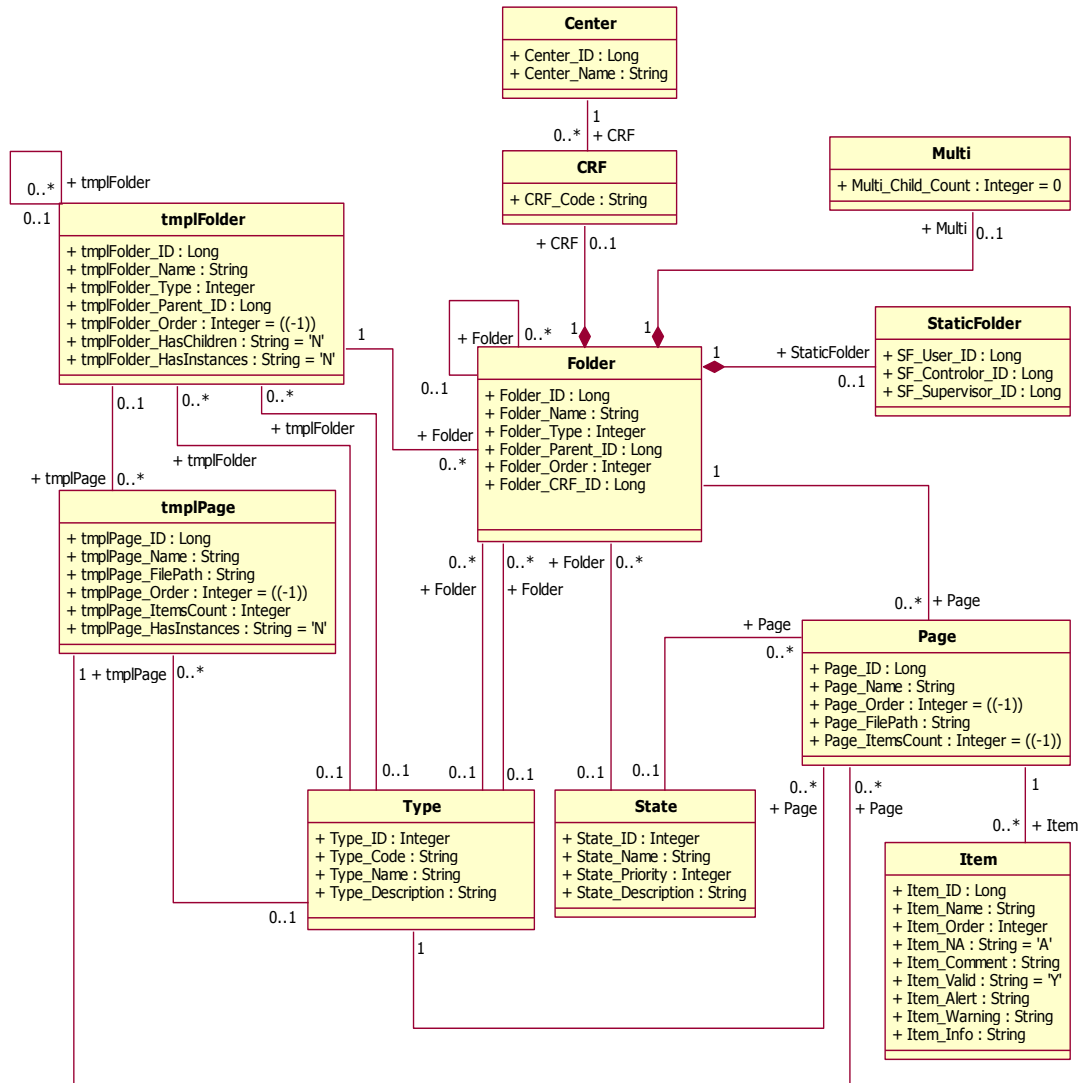 Center
+ Center_ID : Long
+ Center_Name : String
1
0..* + CRF
CRF
+ CRF_Code : String
+ CRF 0..1
Multi
+ Multi_Child_Count : Integer = 0
+ Multi 0..1
0..* + tmplFolder
0..1
tmplFolder
+ tmplFolder_ID : Long
+ tmplFolder_Name : String
+ tmplFolder_Type : Integer
+ tmplFolder_Parent_ID : Long
+ tmplFolder_Order : Integer = ((-1))
+ tmplFolder_HasChildren : String = 'N'
+ tmplFolder_HasInstances : String = 'N'
1
+ Folder
0..*
0..1
0..*
+ tmplFolder
0..*
+ tmplFolder
+ Folder 0..*
0..1
1
1
1
Folder
+ Folder_ID : Long
+ Folder_Name : String
+ Folder_Type : Integer
+ Folder_Parent_ID : Long
+ Folder_Order : Integer
+ Folder_CRF_ID : Long
+ StaticFolder
0..1
StaticFolder
+ SF_User_ID : Long
+ SF_Controlor_ID : Long
+ SF_Supervisor_ID : Long
1
0..* + Page
+ tmplPage 0..*
tmplPage
+ tmplPage_ID : Long
+ tmplPage_Name : String
+ tmplPage_FilePath : String
+ tmplPage_Order : Integer = ((-1))
+ tmplPage_ItemsCount : Integer
+ tmplPage_HasInstances : String = 'N'
1 + tmplPage 0..*
0..*
+ Folder
0..*
+ Folder
+ Folder 0..*
+ Page
0..*
Page
+ Page_ID : Long
+ Page_Name : String
+ Page_Order : Integer = ((-1))
+ Page_FilePath : String
+ Page_ItemsCount : Integer = ((-1))
0..1
0..1
0..1
0..1
0..1
0..1
0..1
Type
+ Type_ID : Integer
+ Type_Code : String
+ Type_Name : String
+ Type_Description : String
1
State
+ State_ID : Integer
+ State_Name : String
+ State_Priority : Integer
+ State_Description : String
0..*
+ Page
0..*
+ Page
1
0..* + Item
Item
+ Item_ID : Long
+ Item_Name : String
+ Item_Order : Integer
+ Item_NA : String = 'A'
+ Item_Comment : String
+ Item_Valid : String = 'Y'
+ Item_Alert : String
+ Item_Warning : String
+ Item_Info : String